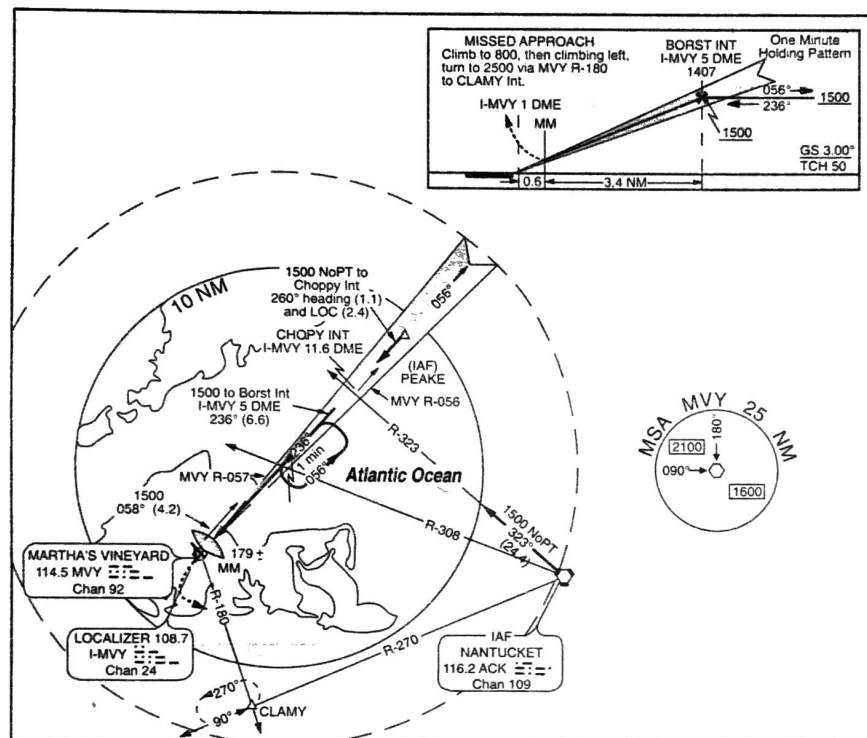 MISSED APPROACH
Climb to 800, then climbing left,
turn to 2500 via MVY R-180
to CLAMY Int.
BORST INT
I-MVY 5 DME
1407
One Minute
Holding Pattern
I-MVY 1 DME
MM
056°
236°
1500
1500
GS 3.00°
TCH 50
0.6
3.4 NM
10 NM
1500 NoPT to
Choppy Int
260° heading (1.1)
and LOC (2.4)
056°
CHOPY INT
I-MVY 11.6 DME
(IAF)
PEAKE
MVY R-056
1500 to Borst Int
I-MVY 5 DME
236° (6.6)
R-323
236°
1 min
056°
MVY R-057
Atlantic Ocean
MSA MVY 25 NM
180°
2100
090°
1600
1500
058° (4.2)
1500 NoPT
323°
(24.4)
R-308
MARTHA'S VINEYARD
114.5 MVY
Chan 92
179 ±
MM
R-180
LOCALIZER 108.7
I-MVY
Chan 24
R-270
IAF
NANTUCKET
116.2 ACK
Chan 109
270°
90°
CLAMY